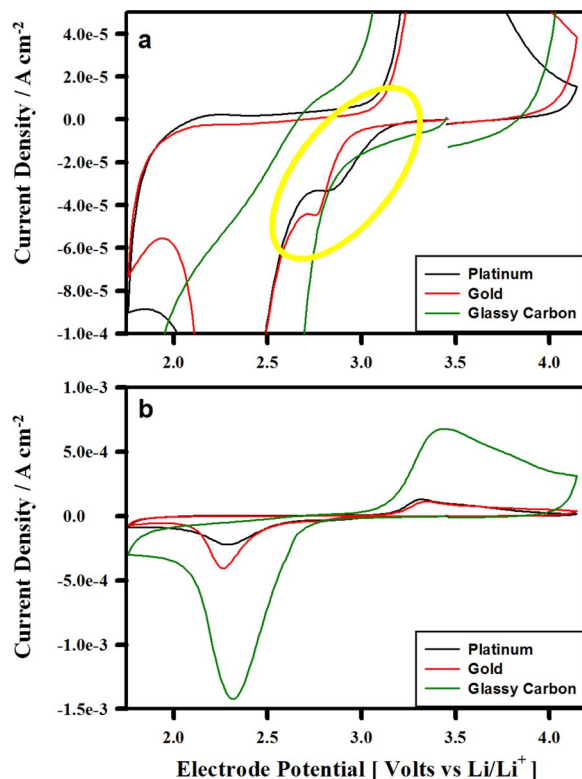 a
Current Density / A cm-2
4.0e-5
2.0e-5
0.0
-2.0e-5
-4.0e-5
-6.0e-5
-8.0e-5
-1.0e-4
Platinum
Gold
Glassy Carbon
2.0 2.5 3.0 3.5 4.0
b
Current Density / A cm-2
1.0e-3
5.0e-4
0.0
-5.0e-4
-1.0e-3
-1.5e-3
Platinum
Gold
Glassy Carbon
2.0 2.5 3.0 3.5 4.0
Electrode Potential [ Volts vs Li/Li+ ]